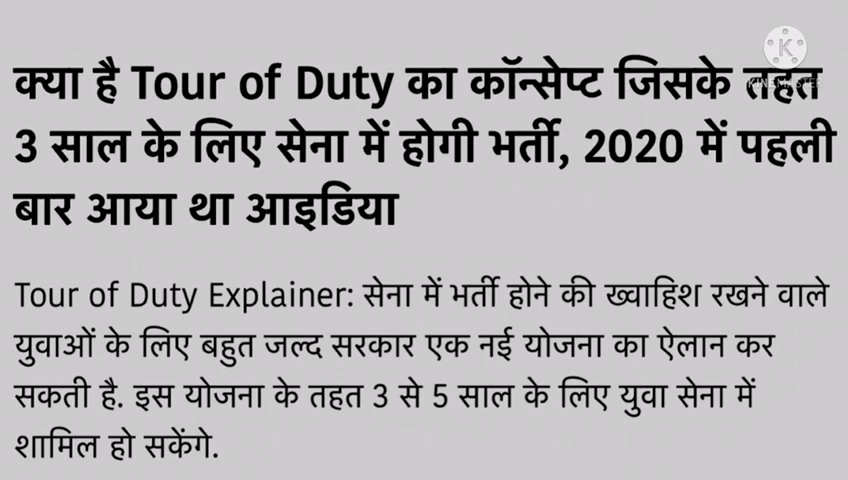 क्या है Tour of Duty का कॉन्सेप्ट जिसके तहत
3 साल के लिए सेना में होगी भर्ती, 2020 में पहली
बार आया था आइडिया
Tour of Duty Explainer: सेना में भर्ती होने की ख्वाहिश रखने वाले
युवाओं के लिए बहुत जल्द सरकार एक नई योजना का ऐलान कर
सकती है. इस योजना के तहत 3 से 5 साल के लिए युवा सेना में
शामिल हो सकेंगे.
K
KINEMASTER